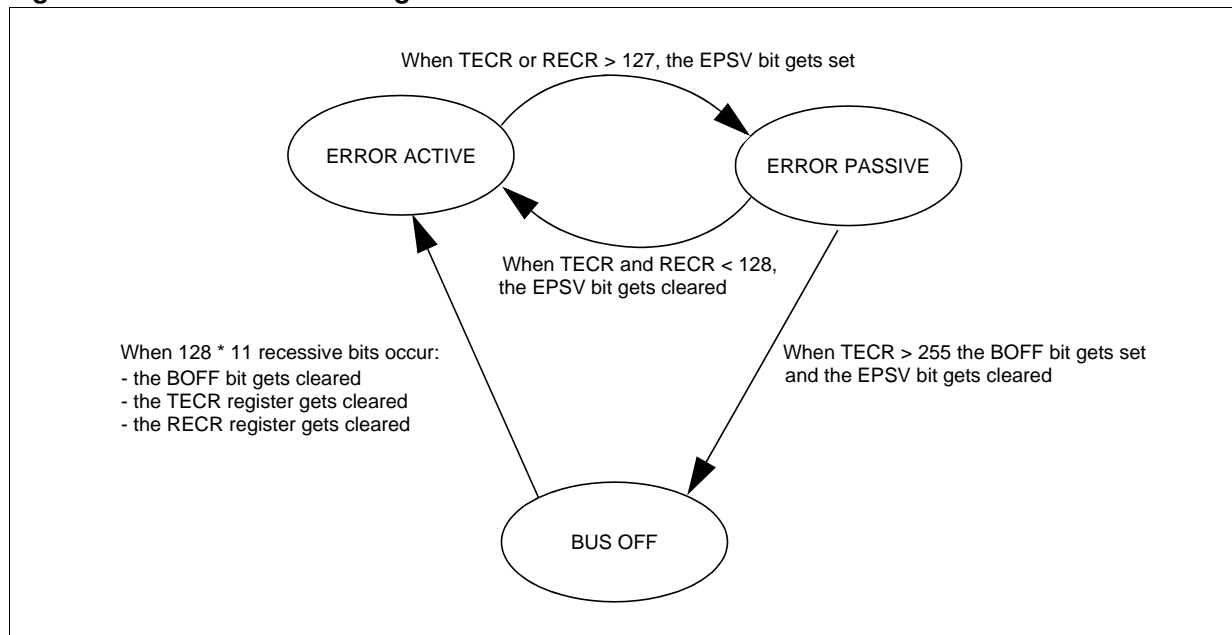 When TECR or RECR > 127, the EPSV bit gets set
ERROR ACTIVE
ERROR PASSIVE
When TECR and RECR < 128,
the EPSV bit gets cleared
When 128 * 11 recessive bits occur:
- the BOFF bit gets cleared
- the TECR register gets cleared
- the RECR register gets cleared
When TECR > 255 the BOFF bit gets set
and the EPSV bit gets cleared
BUS OFF